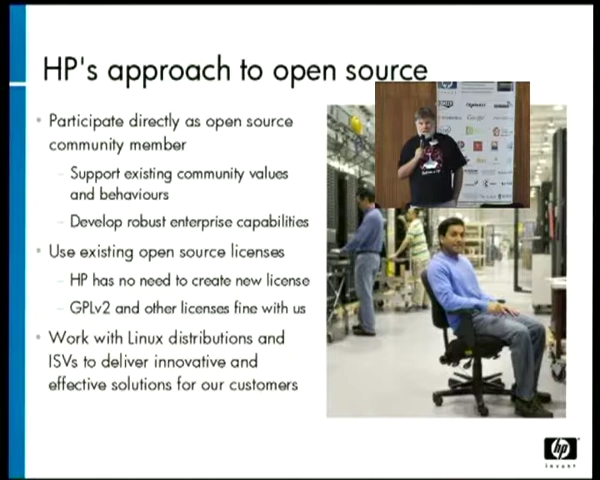 HP's approach to open source
Participate directly as open source
community member
Support existing community values
and behaviours
Develop robust enterprise capabilities
Use existing open source licenses
HP has no need to create new license
GPLv2 and other licenses fine with us
Work with Linux distributions and
ISVs to deliver innovative and
effective solutions for our customers
hp
invent